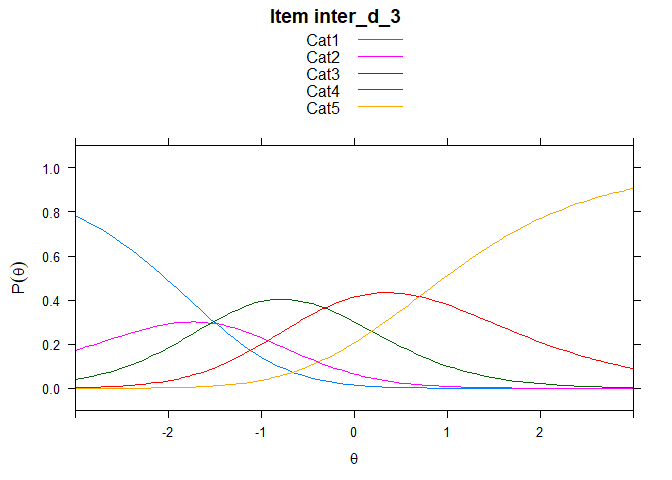 Item inter_d_3
Cat1
Cat2
Cat3
Cat4
Cat5
1.0
0.8
0.6
0.4
0.2
0.0
P(θ)
-2 -1 0 1 2
θ